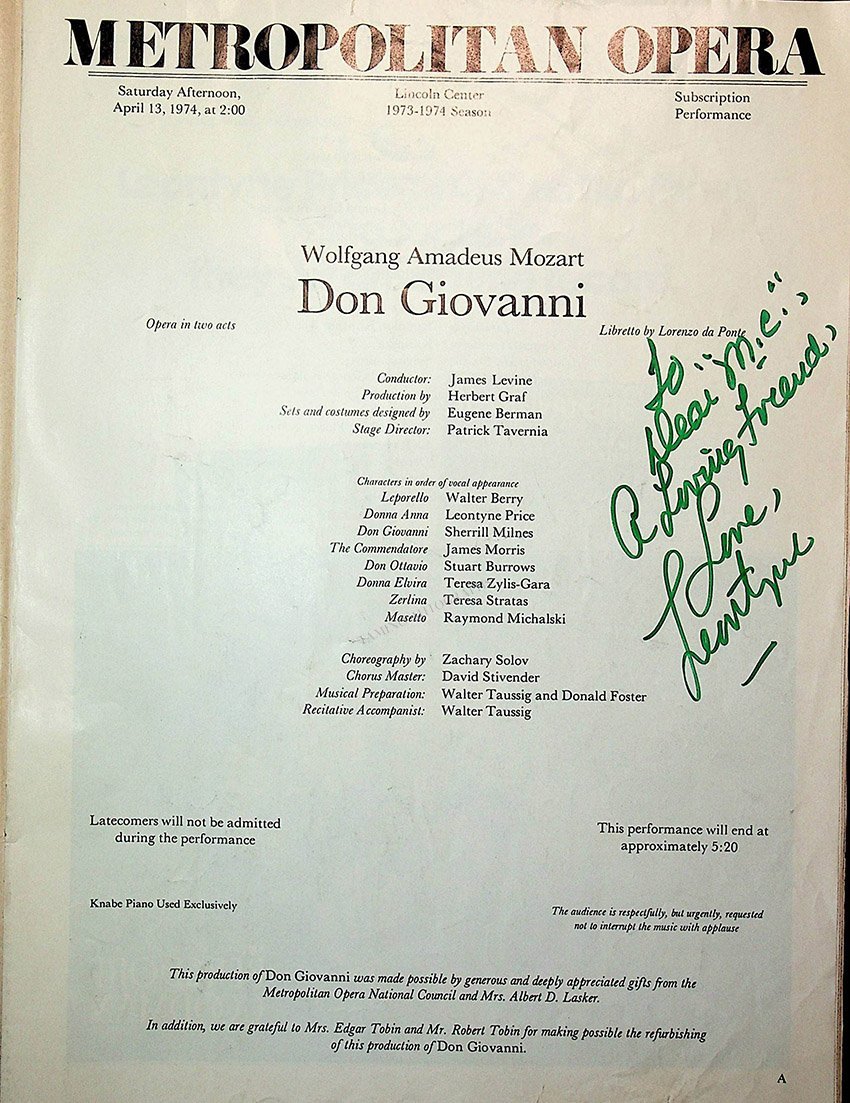 METROPOLITAN OPERA
Saturday Afternoon,
April 13, 1974, at 2:00
Lincoln Center
1973-1974 Season
Subscription
Performance
Wolfgang Amadeus Mozart
Don Giovanni
Opera in two acts
Libretto by Lorenzo da Ponte
Conductor: James Levine
Production by Herbert Graf
Sets and costumes designed by Eugene Berman
Stage Director: Patrick Tavernia
Characters in order of vocal appearance
Leporello Walter Berry
Donna Anna Leontyne Price
Don Giovanni Sherrill Milnes
The Commendatore James Morris
Don Ottavio Stuart Burrows
Donna Elvira Teresa Zylis-Gara
Zerlina Teresa Stratas
Masetto Raymond Michalski
Choreography by Zachary Solov
Chorus Master: David Stivender
Musical Preparation: Walter Taussig and Donald Foster
Recitative Accompanist: Walter Taussig
To
Dear "M.C.",
A Loving Friend,
Love,
Leontyne
Latecomers will not be admitted
during the performance
This performance will end at
approximately 5:20
Knabe Piano Used Exclusively
The audience is respectfully, but urgently, requested
not to interrupt the music with applause
This production of Don Giovanni was made possible by generous and deeply appreciated gifts from the
Metropolitan Opera National Council and Mrs. Albert D. Lasker.
In addition, we are grateful to Mrs. Edgar Tobin and Mr. Robert Tobin for making possible the refurbishing
of this production of Don Giovanni.
A